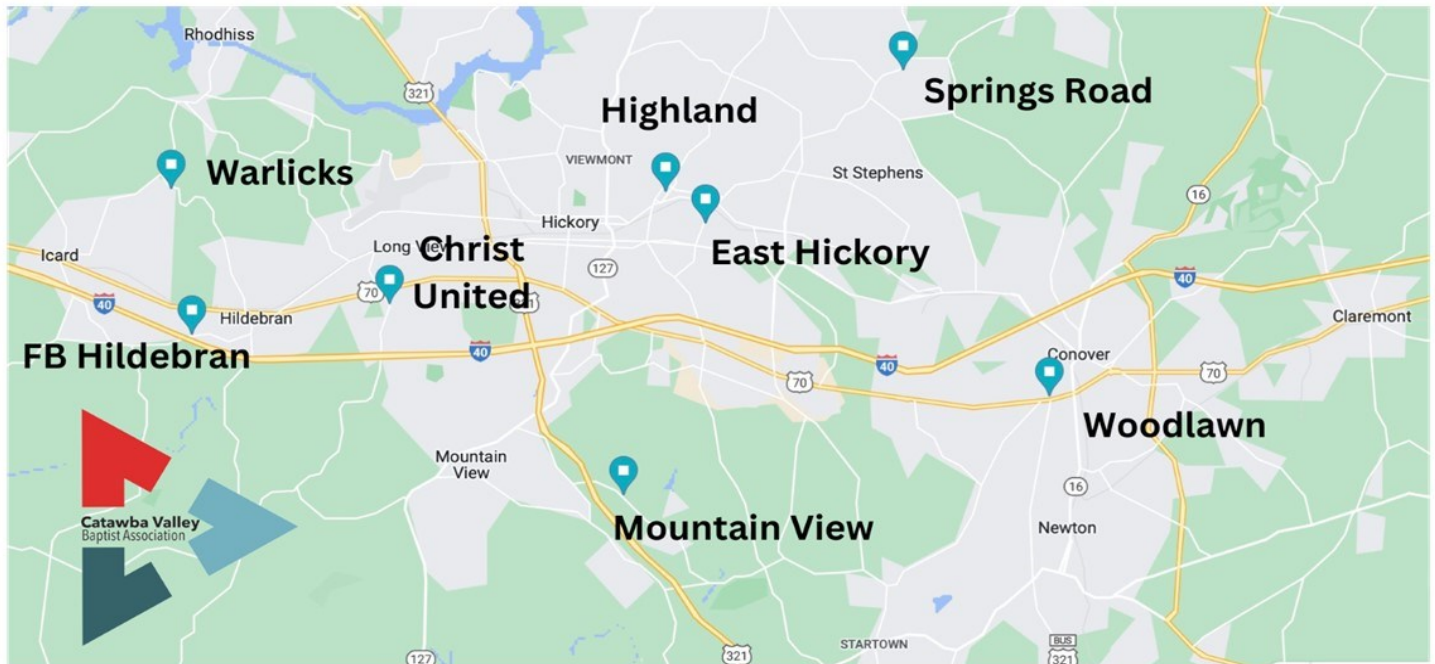 Rhodhiss
321
Springs Road
Highland
VIEWMONT
Warlicks
St Stephens
16
Hickory
Long View
Christ
United
East Hickory
Icard
127
40
70
40
Hildebran
Claremont
FB Hildebran
40
40
Conover
70
70
Woodlawn
Mountain
View
16
Catawba Valley
Baptist Association
Mountain View
Newton
STARTOWN
127
321
BUS
321